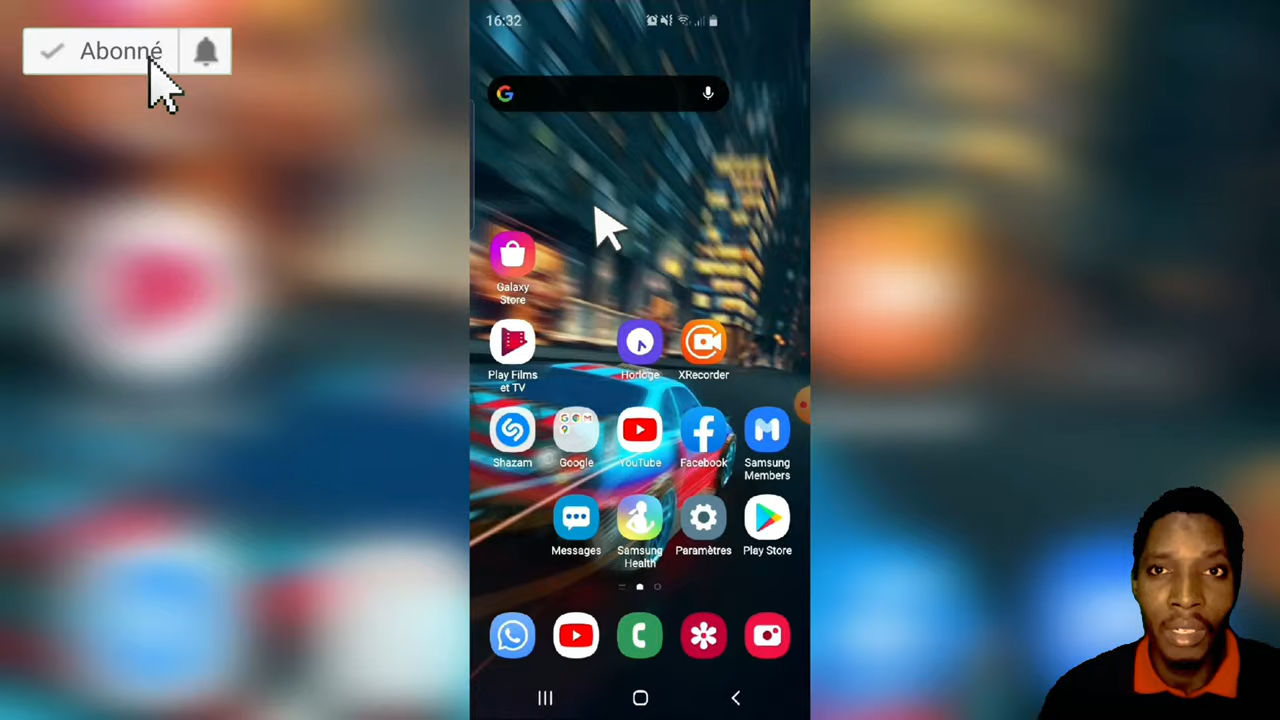 16:32
Abonné
Galaxy
Store
Play Films
et TV
Horloge
XRecorder
Shazam
Google
YouTube
Facebook
Samsung
Members
Messages
Samsung
Health
Paramètres
Play Store